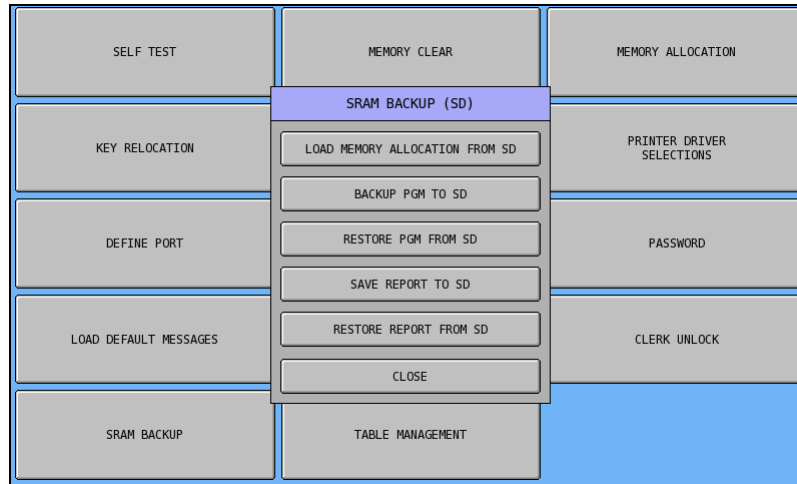 SELF TEST
MEMORY CLEAR
MEMORY ALLOCATION
SRAM BACKUP (SD)
KEY RELOCATION
LOAD MEMORY ALLOCATION FROM SD
PRINTER DRIVER
SELECTIONS
BACKUP PGM TO SD
DEFINE PORT
RESTORE PGM FROM SD
PASSWORD
SAVE REPORT TO SD
LOAD DEFAULT MESSAGES
RESTORE REPORT FROM SD
CLERK UNLOCK
CLOSE
SRAM BACKUP
TABLE MANAGEMENT